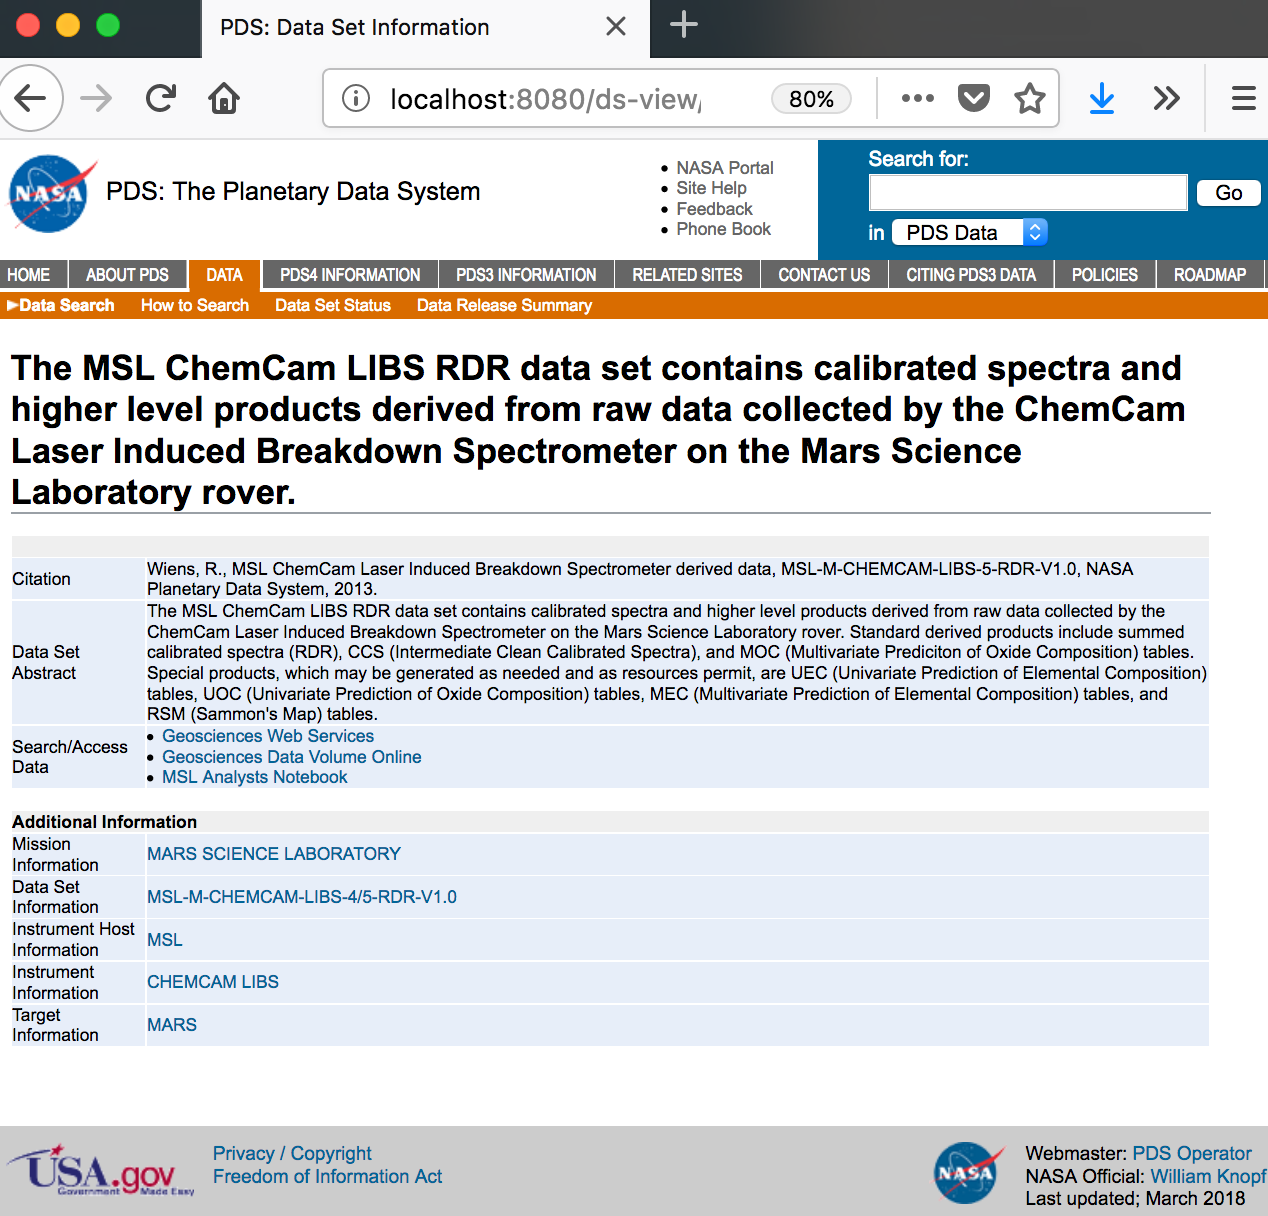 PDS: Data Set Information
localhost:8080/ds-view/
80%
NASA
PDS: The Planetary Data System
NASA Portal
Site Help
Feedback
Phone Book
Search for:
Go
in PDS Data
HOME ABOUT PDS DATA PDS4 INFORMATION PDS3 INFORMATION RELATED SITES CONTACT US CITING PDS3 DATA POLICIES ROADMAP
Data Search How to Search Data Set Status Data Release Summary
The MSL ChemCam LIBS RDR data set contains calibrated spectra and
higher level products derived from raw data collected by the ChemCam
Laser Induced Breakdown Spectrometer on the Mars Science
Laboratory rover.
Citation
Wiens, R., MSL ChemCam Laser Induced Breakdown Spectrometer derived data, MSL-M-CHEMCAM-LIBS-5-RDR-V1.0, NASA
Planetary Data System, 2013.
Data Set
Abstract
The MSL ChemCam LIBS RDR data set contains calibrated spectra and higher level products derived from raw data collected by the
ChemCam Laser Induced Breakdown Spectrometer on the Mars Science Laboratory rover. Standard derived products include summed
calibrated spectra (RDR), CCS (Intermediate Clean Calibrated Spectra), and MOC (Multivariate Prediciton of Oxide Composition) tables.
Special products, which may be generated as needed and as resources permit, are UEC (Univariate Prediction of Elemental Composition)
tables, UOC (Univariate Prediction of Oxide Composition) tables, MEC (Multivariate Prediction of Elemental Composition) tables, and
RSM (Sammon's Map) tables.
Search/Access
Data
Geosciences Web Services
Geosciences Data Volume Online
MSL Analysts Notebook
Additional Information
Mission
Information
MARS SCIENCE LABORATORY
Data Set
Information
MSL-M-CHEMCAM-LIBS-4/5-RDR-V1.0
Instrument Host
Information
MSL
Instrument
Information
CHEMCAM LIBS
Target
Information
MARS
USA.gov
Government Made Easy
Privacy / Copyright
Freedom of Information Act
NASA
Webmaster: PDS Operator
NASA Official: William Knopf
Last updated; March 2018